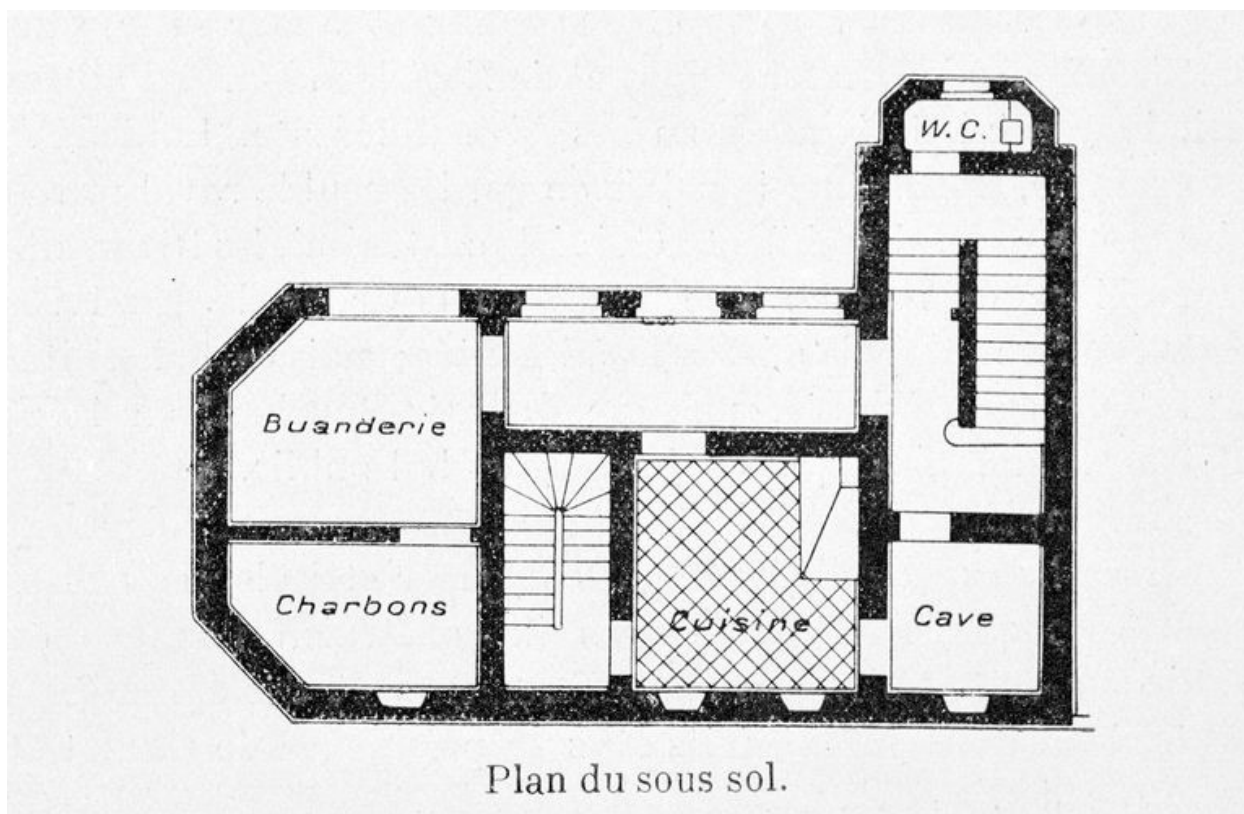 W.C.
Buanderie
Charbons
Cuisine
Cave
Plan du sous sol.